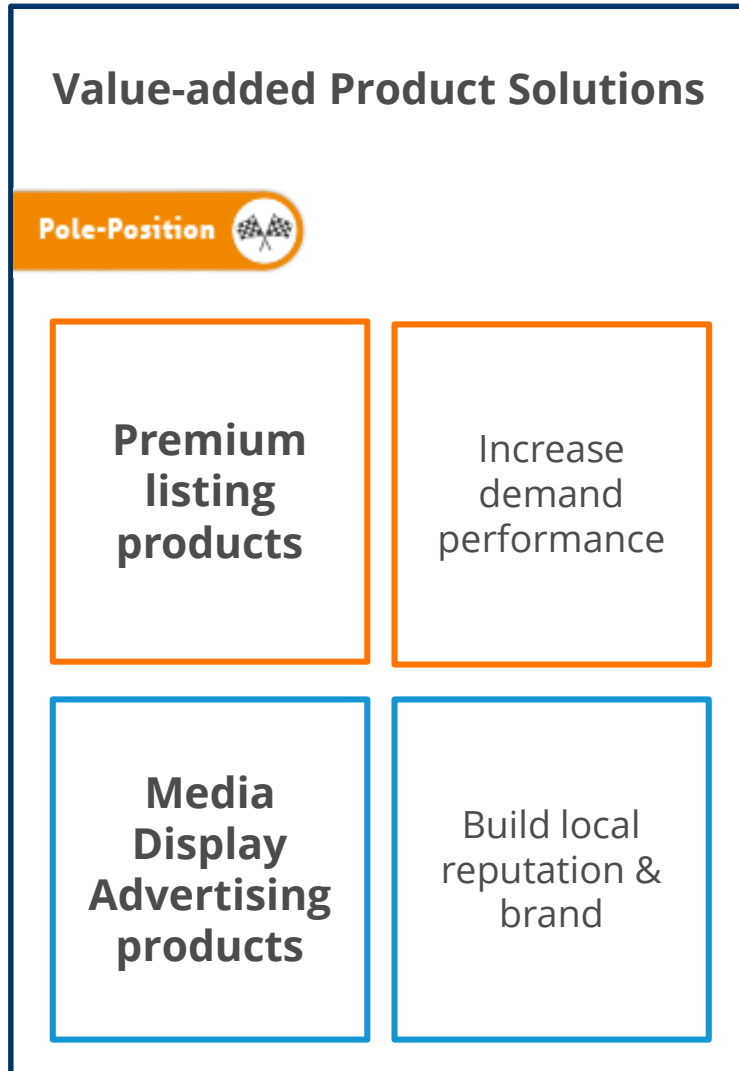 Value-added Product Solutions
Pole-Position
Premium
listing
products
Increase
demand
performance
Media
Display
Advertising
products
Build local
reputation &
brand